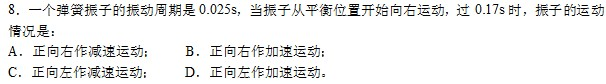 8．一个弹簧振子的振动周期是 0.025s，当振子从平衡位置开始向右运动，过 0.17s 时，振子的运动
情况是：
A．正向右作减速运动； B．正向右作加速运动；
C．正向左作减速运动； D．正向左作加速运动。